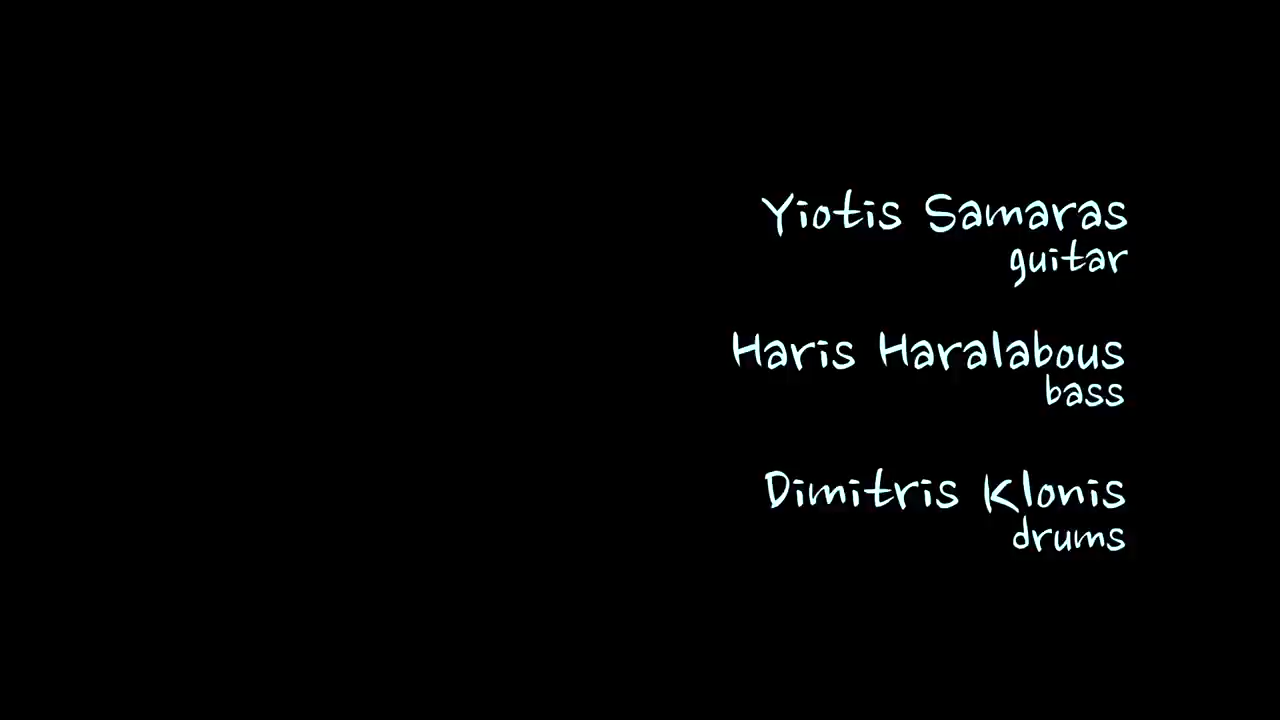 Yiotis Samaras
guitar
Haris Haralabous
bass
Dimitris Klonis
drums